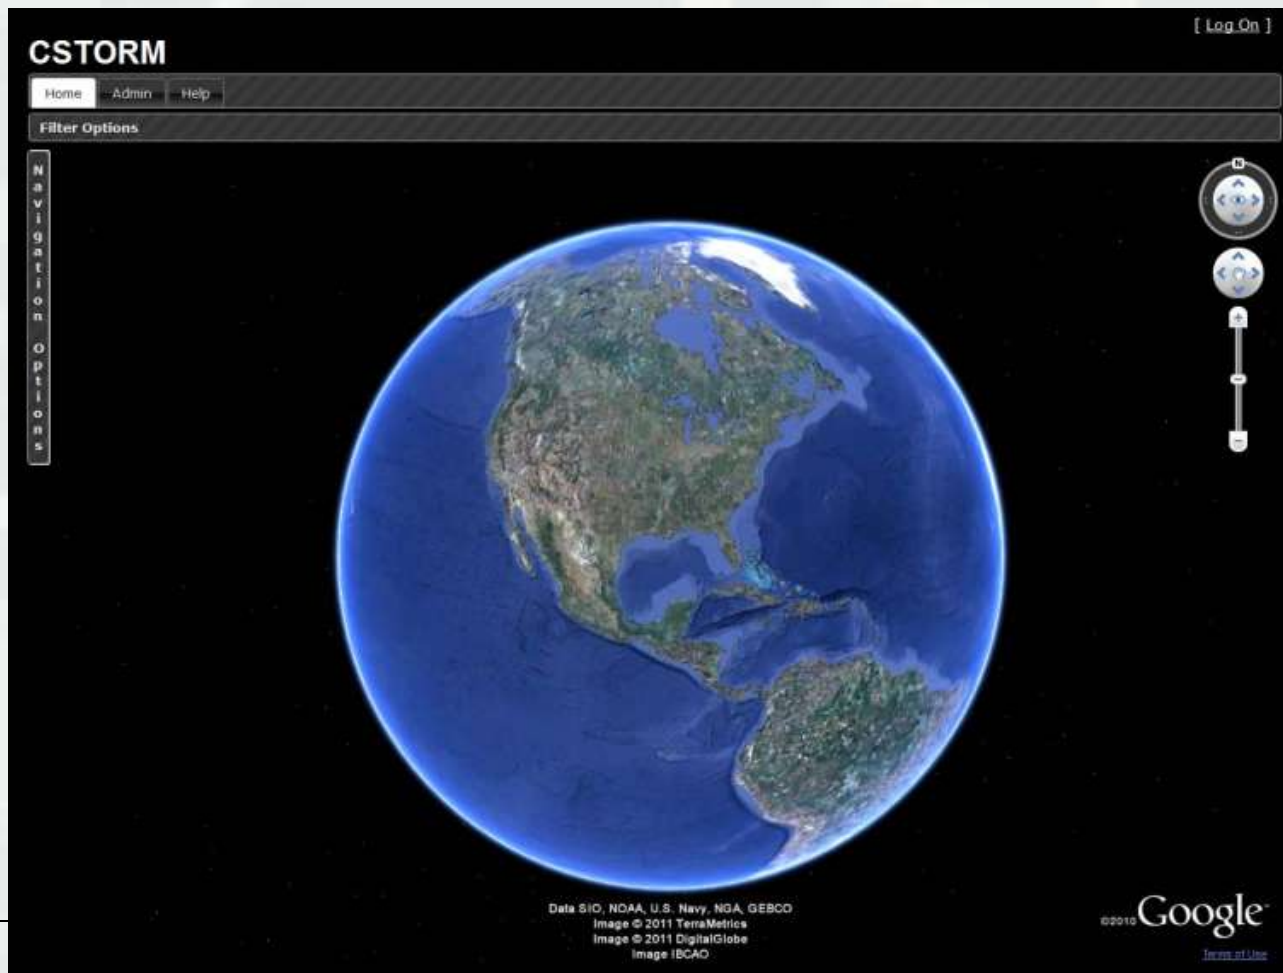 [ Log On ]
CSTORM
Home Admin Help
Filter Options
Navigation Options
N
Data SIO, NOAA, U.S. Navy, NGA, GEBCO
Image © 2011 TerraMetrics
Image © 2011 DigitalGlobe
Image IBCAO
©2010 Google
Terms of Use